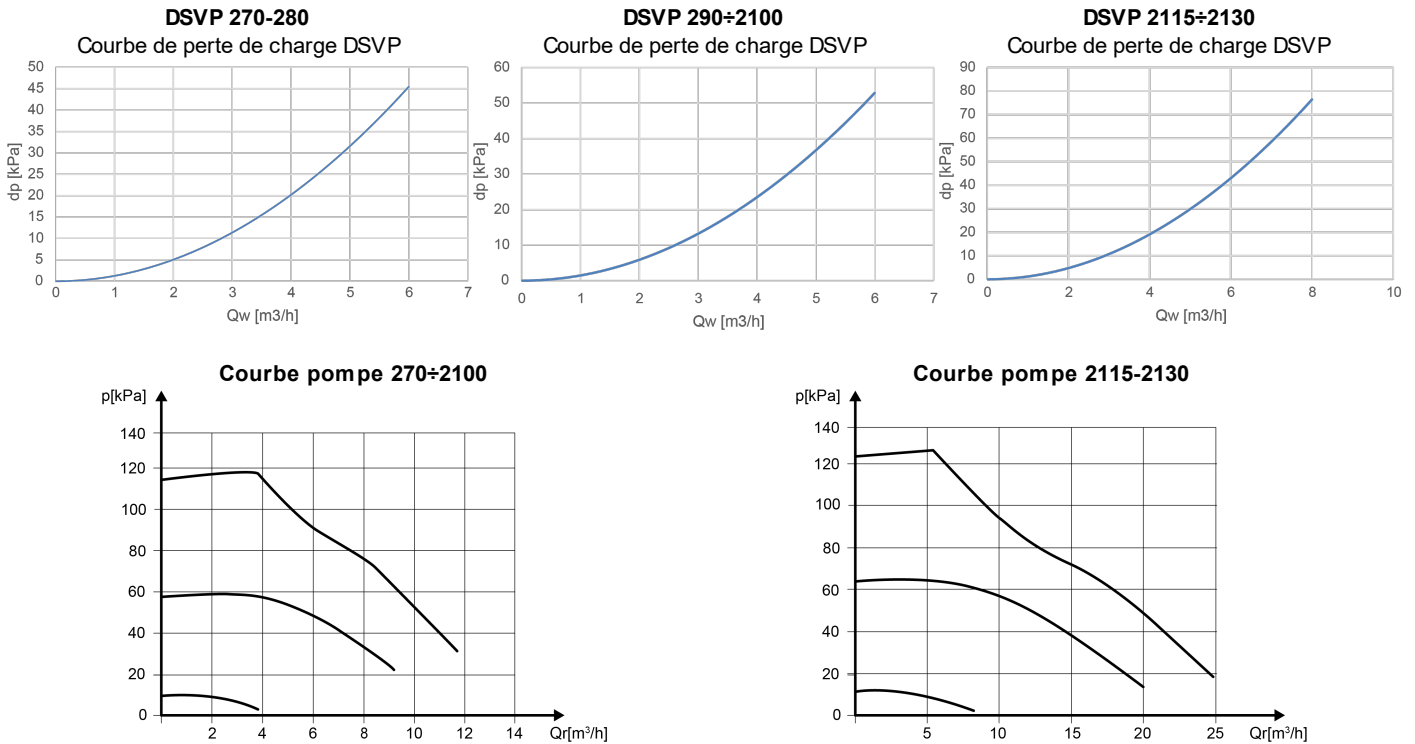 DSVP 270-280
Courbe de perte de charge DSVP
50
45
40
35
30
25
20
15
10
5
0
dp [kPa]
0 1 2 3 4 5 6 7
Qw [m3/h]
DSVP 290÷2100
Courbe de perte de charge DSVP
60
50
40
30
20
10
0
dp [kPa]
0 1 2 3 4 5 6 7
Qw [m3/h]
DSVP 2115÷2130
Courbe de perte de charge DSVP
90
80
70
60
50
40
30
20
10
0
dp [kPa]
0 2 4 6 8 10
Qw [m3/h]
Courbe pompe 270÷2100
p[kPa]
140
120
100
80
60
40
20
0
2 4 6 8 10 12 14 Qr[m³/h]
Courbe pompe 2115-2130
p[kPa]
140
120
100
80
60
40
20
0
5 10 15 20 25 Qr[m³/h]